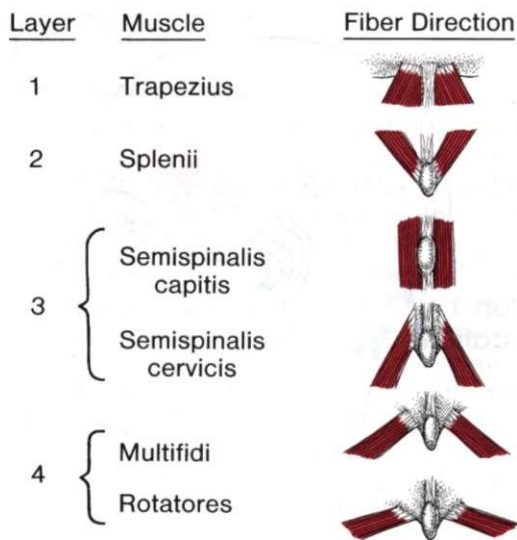 Layer Muscle Fiber Direction
1 Trapezius
2 Splenii
3
Semispinalis
capitis
Semispinalis
cervicis
4
Multifidi
Rotatores